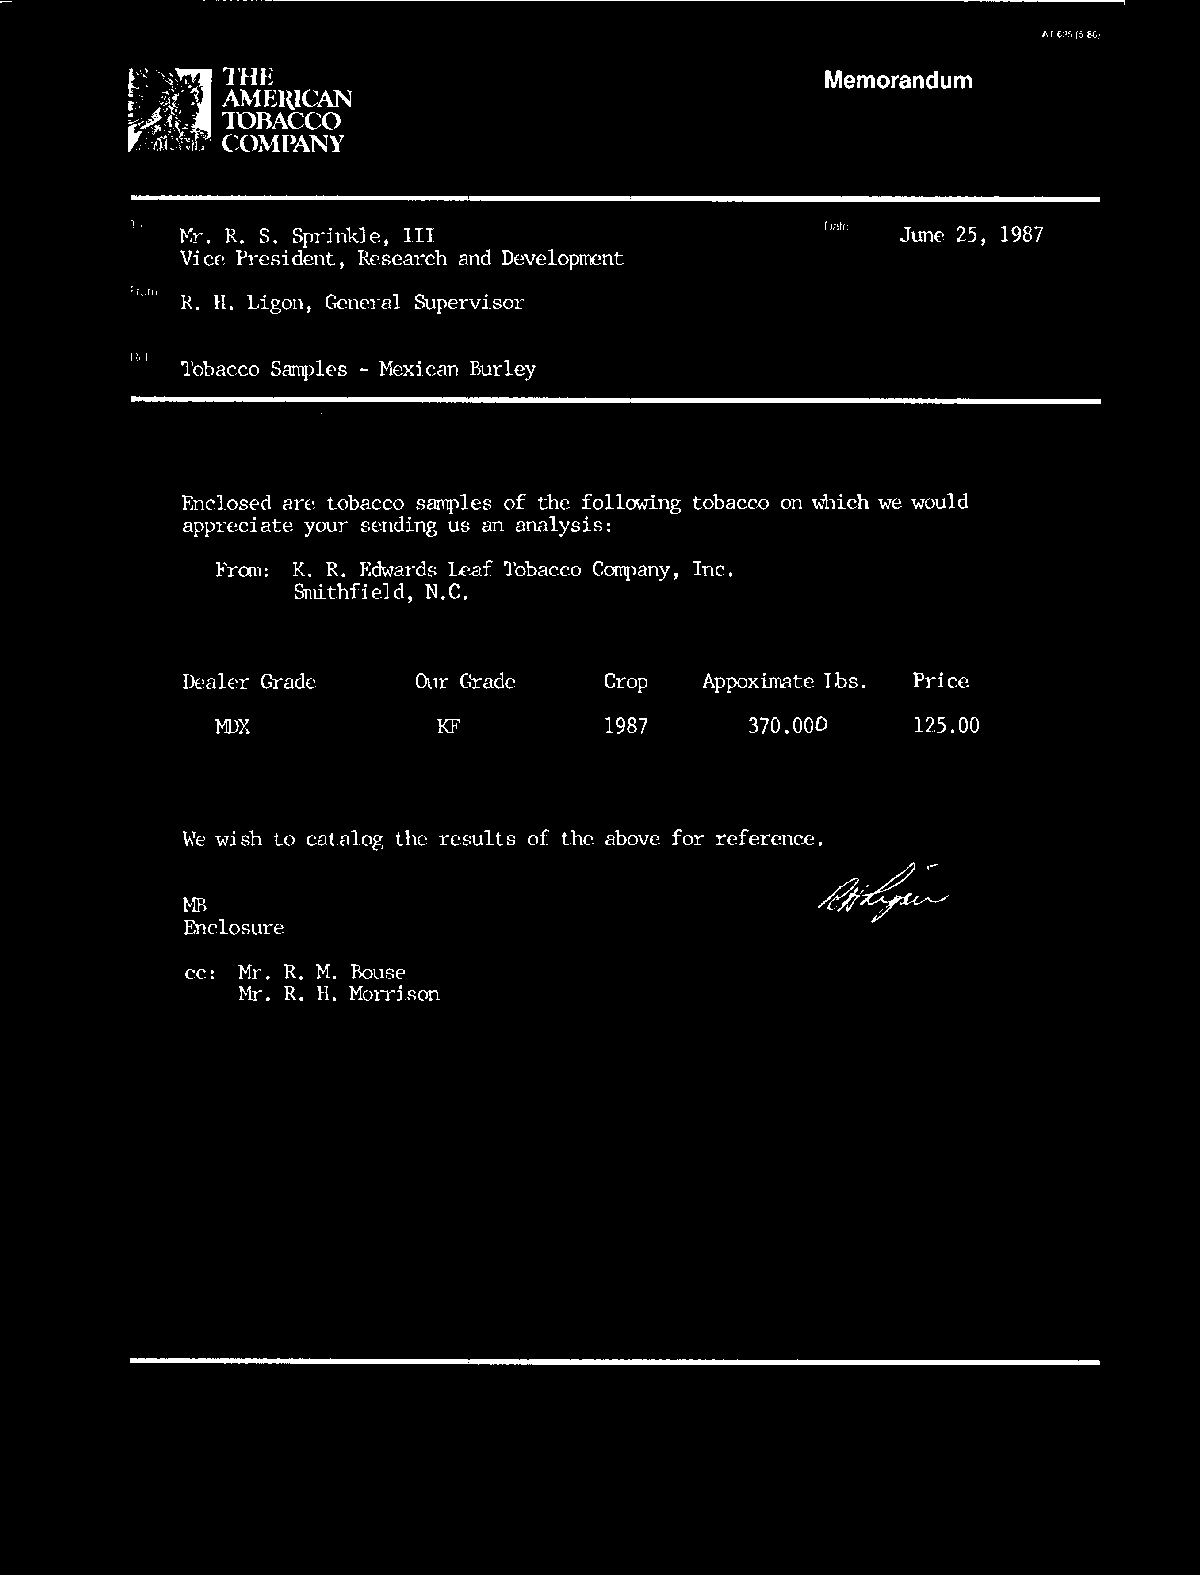 AT 625 (5-86)
THE
AMERICAN
TOBACCO
COMPANY
Memorandum
To
Mr. R. S. Sprinkle, III
Date
June 25, 1987
Vice President, Research and Development
From
R. H. Ligon, General Supervisor
Ref
Tobacco Samples - Mexican Burley
Enclosed are tobacco samples of the following tobacco on which we would
appreciate your sending us an analysis:
From: K. R. Edwards Leaf Tobacco Company, Inc.
Smithfield, N.C.
Dealer Grade Our Grade Crop Appoximate Lbs. Price
MDX KF 1987 370.000 125.00
We wish to catalog the results of the above for reference.
RHLigon
MB
Enclosure
cc: Mr. R. M. Bouse
Mr. R. H. Morrison